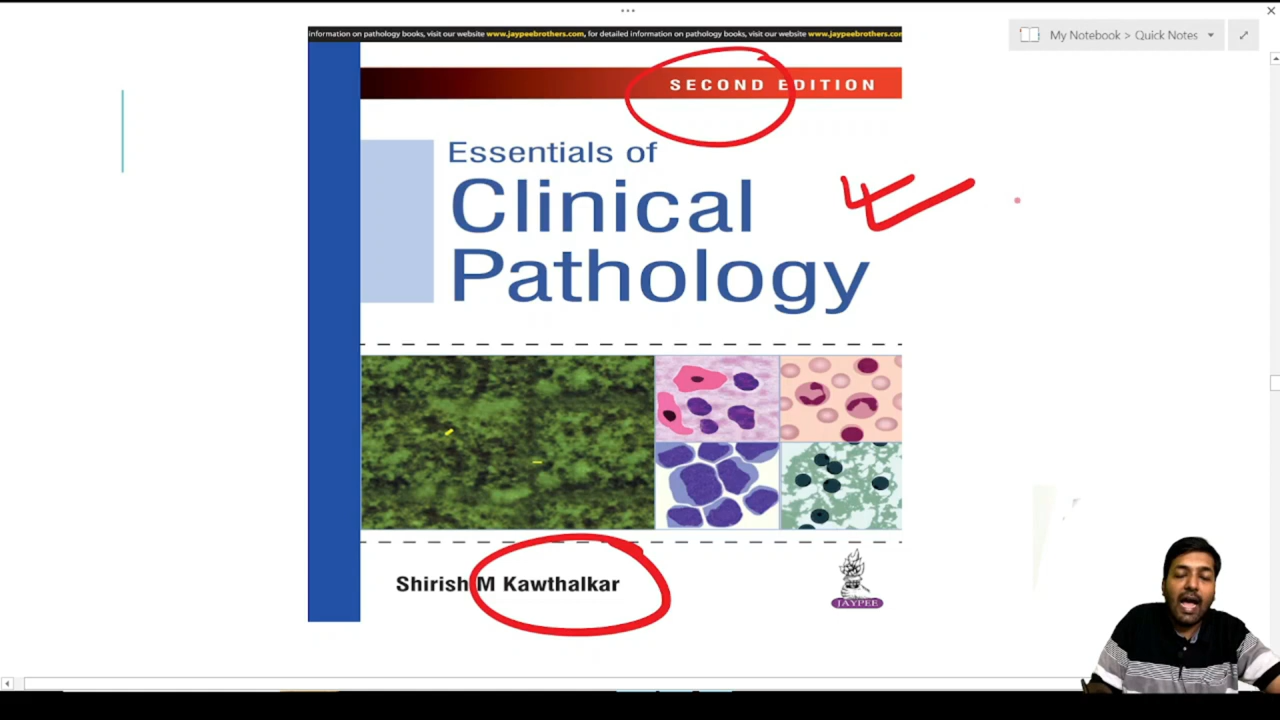 information on pathology books, visit our website www.jaypeebrothers.com, for detailed information on pathology books, visit our website www.jaypeebrothers.com
My Notebook > Quick Notes
SECOND EDITION
Essentials of
Clinical
Pathology
Shirish M Kawthalkar
JAYPEE